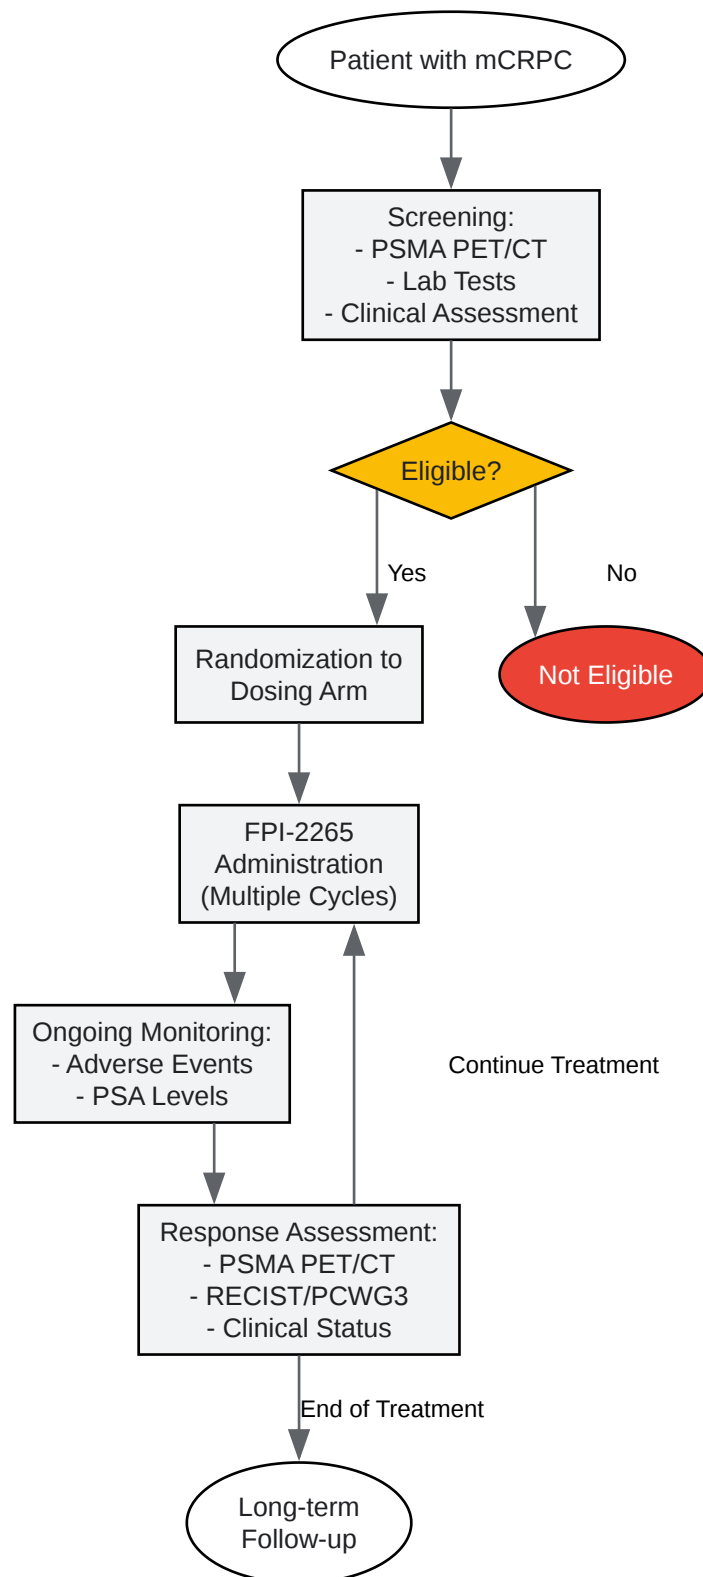 Patient with mCRPC
Screening:
- PSMA PET/CT
- Lab Tests
- Clinical Assessment
Eligible?
Yes
No
Randomization to
Dosing Arm
Not Eligible
FPI-2265
Administration
(Multiple Cycles)
Ongoing Monitoring:
- Adverse Events
- PSA Levels
Continue Treatment
Response Assessment:
- PSMA PET/CT
- RECIST/PCWG3
- Clinical Status
End of Treatment
Long-term
Follow-up